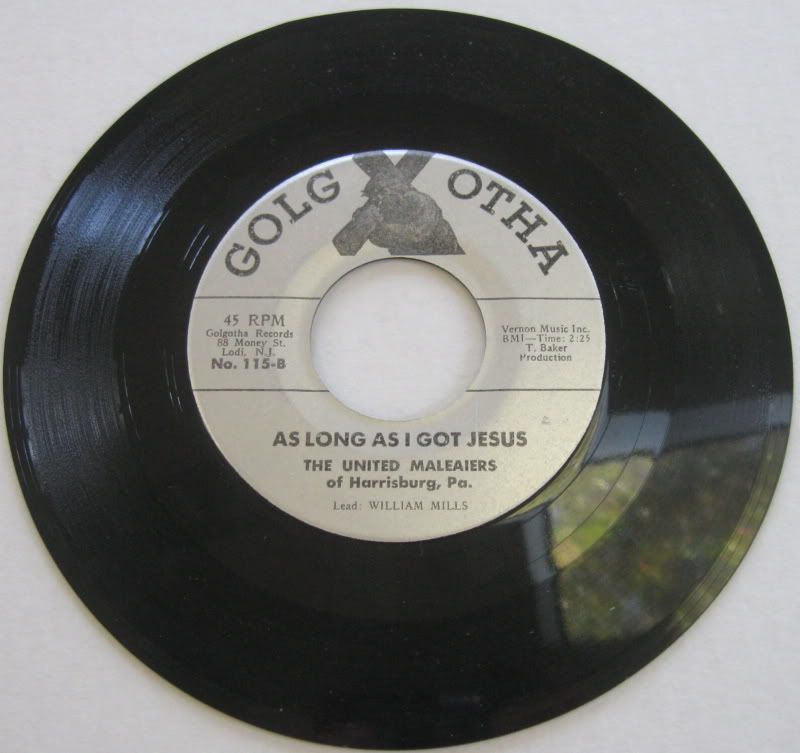 GOLGOTHA
45 RPM
Golgotha Records
88 Money St.
Lodi, N.J.
No. 115-B
Vernon Music Inc.
BMI—Time: 2:25
T. Baker
Production
AS LONG AS I GOT JESUS
THE UNITED MALEAIERS
of Harrisburg, Pa.
Lead: WILLIAM MILLS